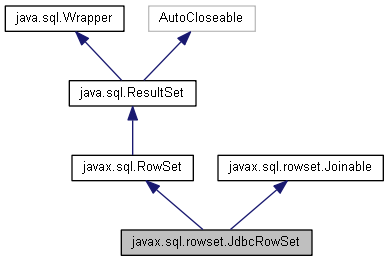 java.sql.Wrapper
AutoCloseable
java.sql.ResultSet
javax.sql.RowSet
javax.sql.rowset.Joinable
javax.sql.rowset.JdbcRowSet